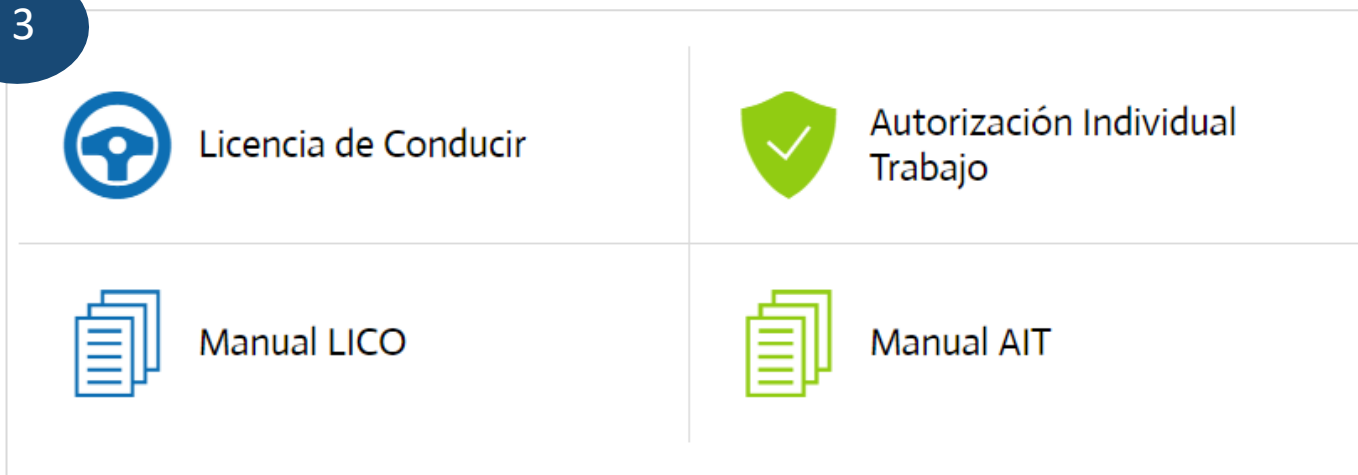 3
Licencia de Conducir
Autorización Individual
Trabajo
Manual LICO
Manual AIT